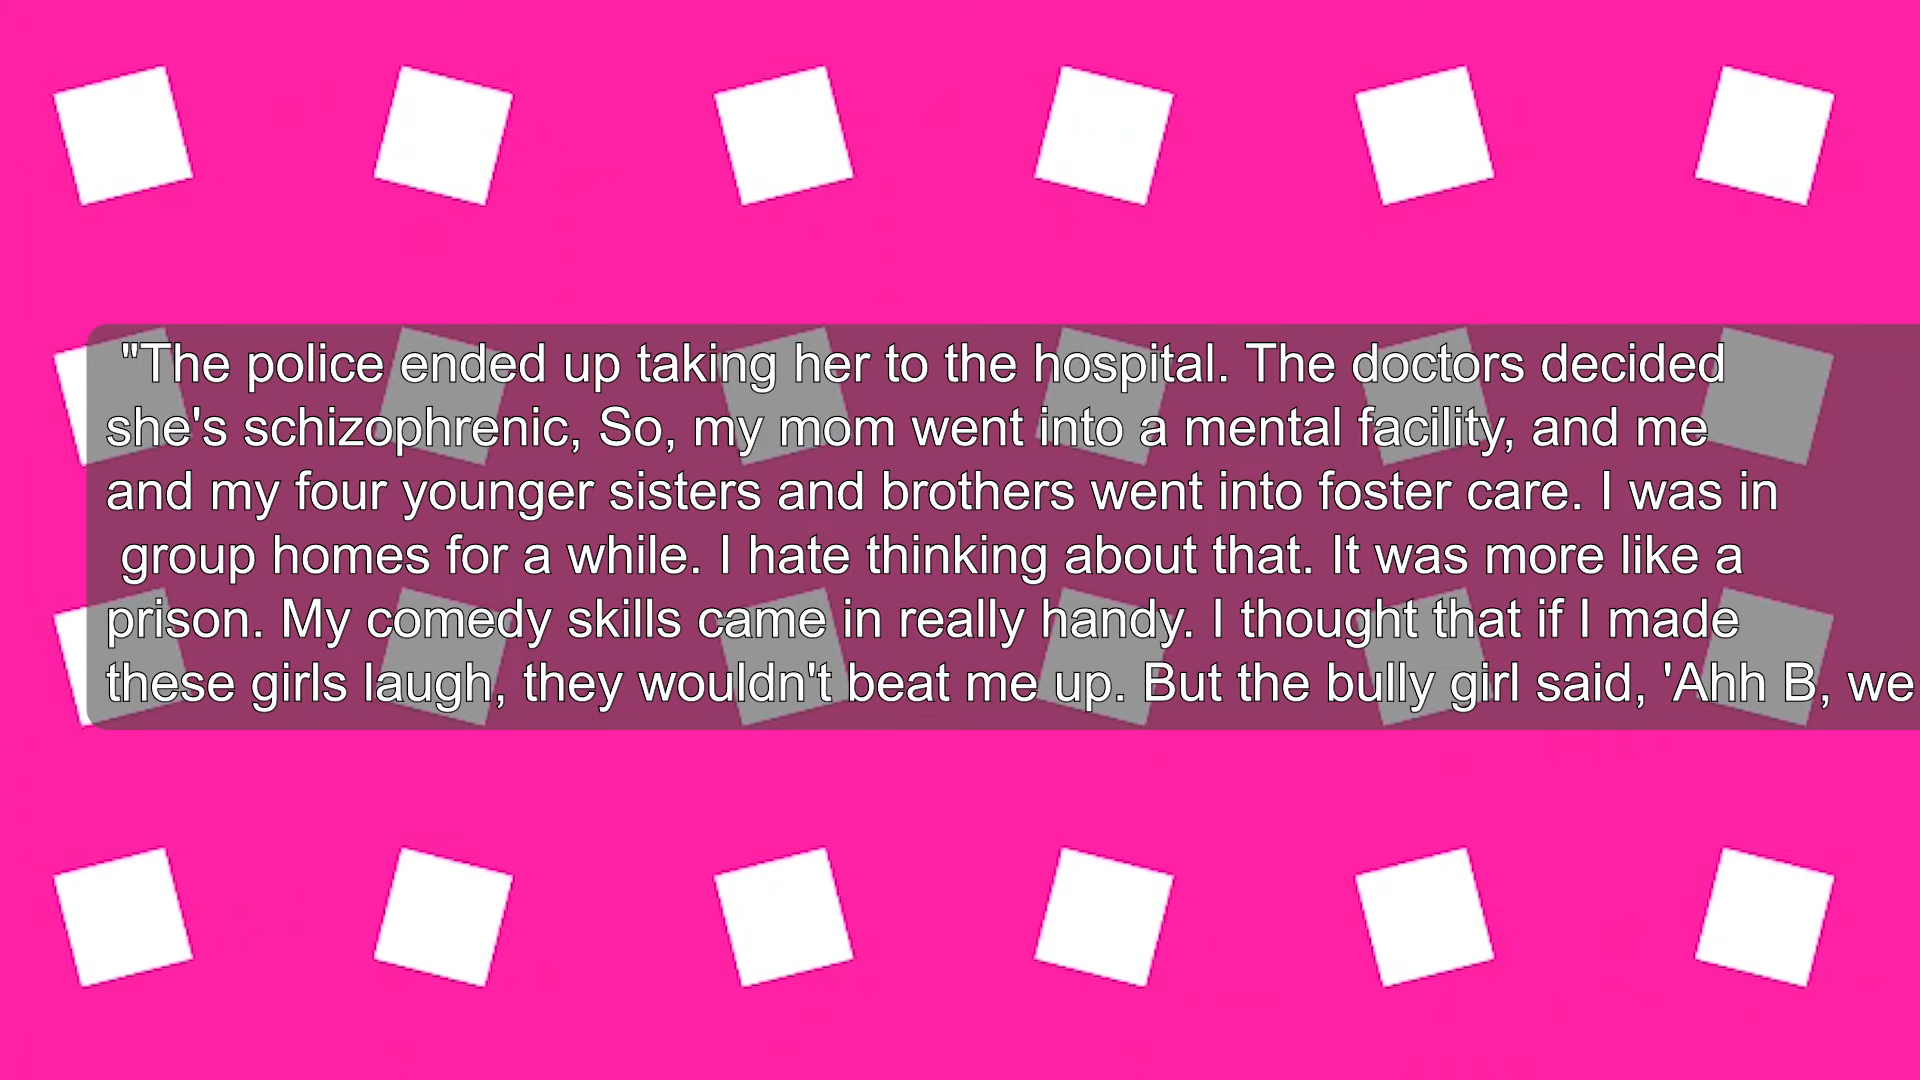 "The police ended up taking her to the hospital. The doctors decided
she's schizophrenic, So, my mom went into a mental facility, and me
and my four younger sisters and brothers went into foster care. I was in
group homes for a while. I hate thinking about that. It was more like a
prison. My comedy skills came in really handy. I thought that if I made
these girls laugh, they wouldn't beat me up. But the bully girl said, 'Ahh B, we